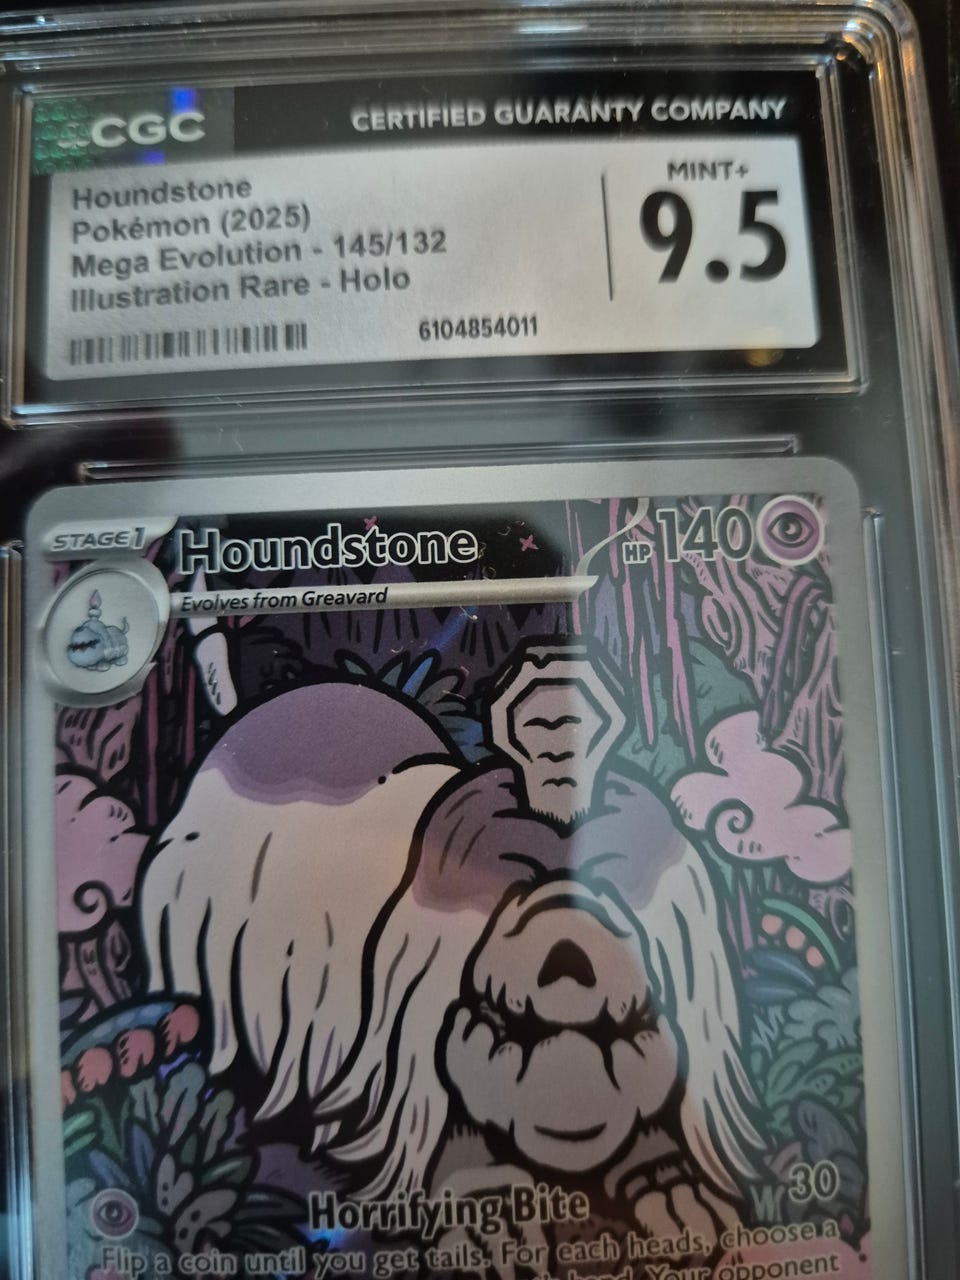 CGC
CERTIFIED GUARANTY COMPANY
Houndstone
Pokémon (2025)
Mega Evolution - 145/132
Illustration Rare - Holo
6104854011
MINT+
9.5
STAGE 1
Houndstone
HP 140
Evolves from Greavard
Horrifying Bite 30
Flip a coin until you get tails. For each heads, choose a
hand. Your opponent